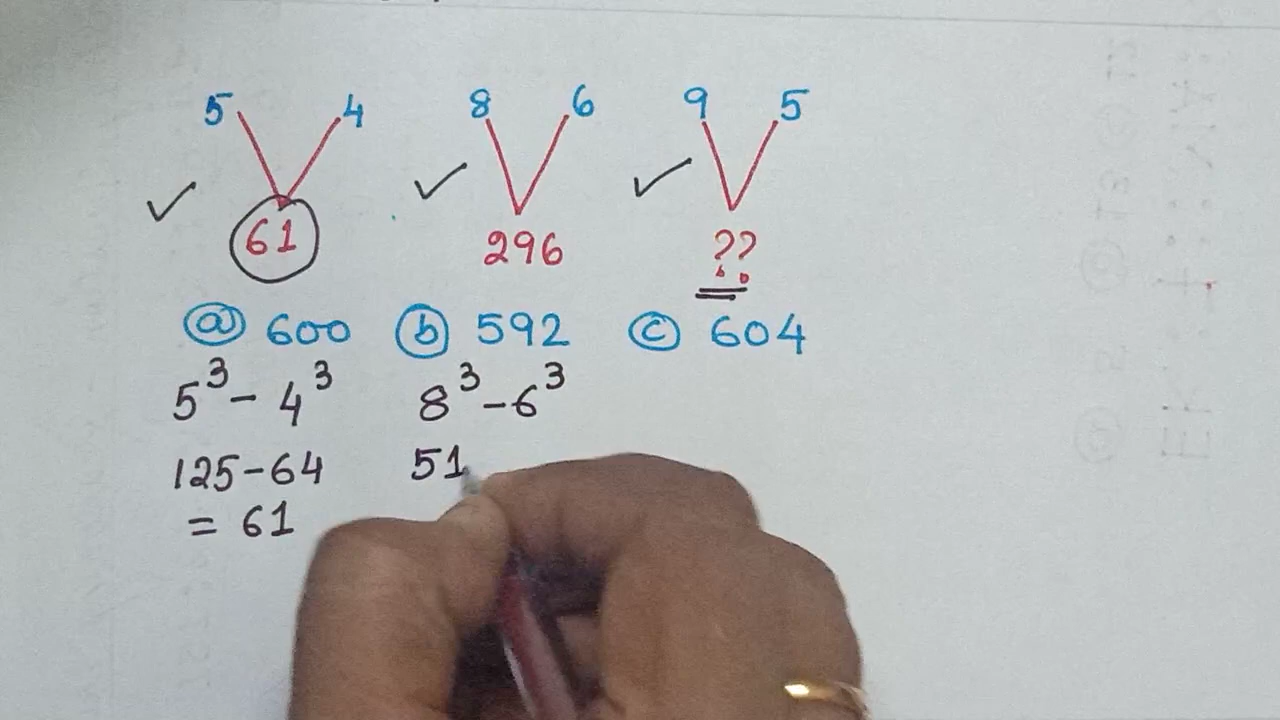 5 4 8 6 9 5
61 296 ??
ⓐ 600 ⓑ 592 ⓒ 604
5³ - 4³ 8³ - 6³
125 - 64 51
= 61